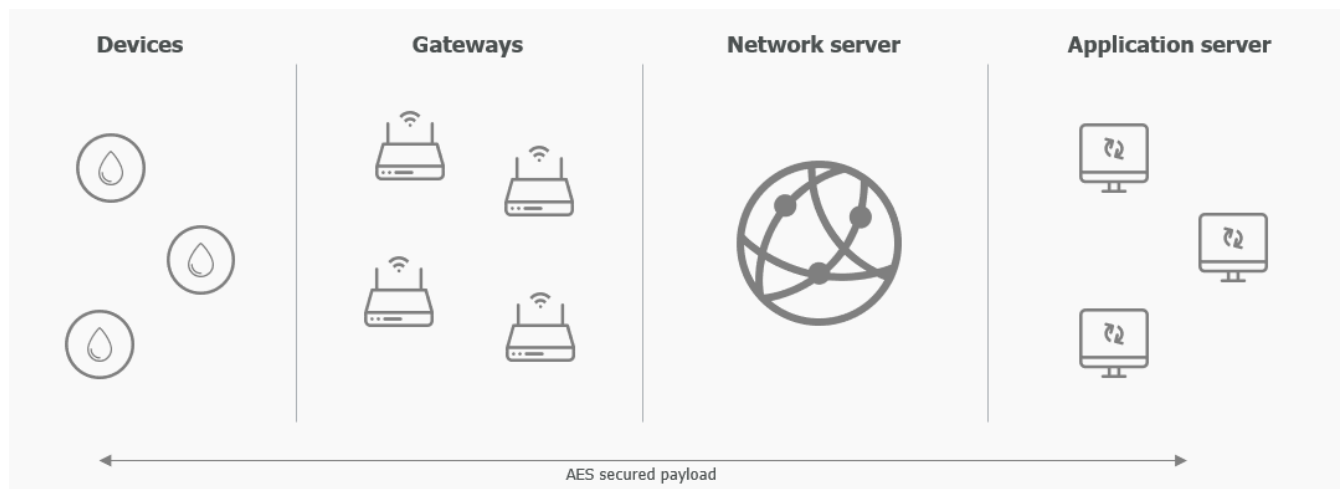 Devices
Gateways
Network server
Application server
AES secured payload